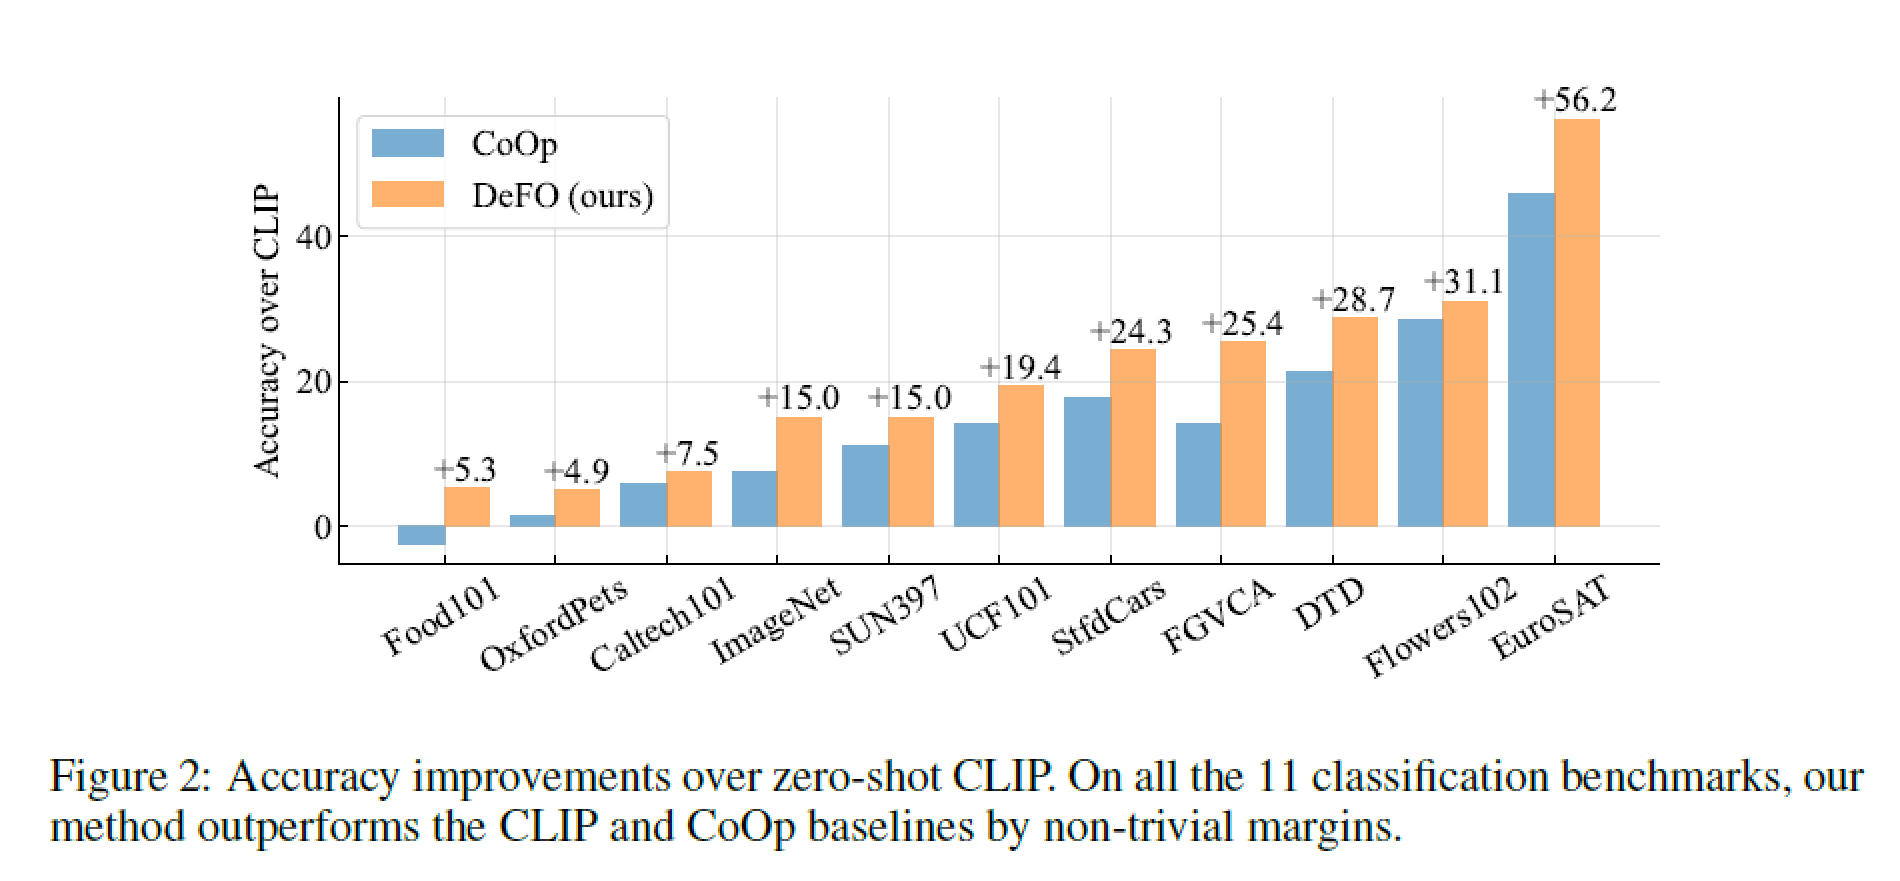 +56.2
CoOp
DeFO (ours)
Accuracy over CLIP
40
+31.1
+28.7
+25.4
+24.3
20
+19.4
+15.0
+15.0
+7.5
+5.3
+4.9
0
Food101
OxfordPets
Caltech101
ImageNet
SUN397
UCF101
StfdCars
FGVCA
DTD
Flowers102
EuroSAT
Figure 2: Accuracy improvements over zero-shot CLIP. On all the 11 classification benchmarks, our
method outperforms the CLIP and CoOp baselines by non-trivial margins.